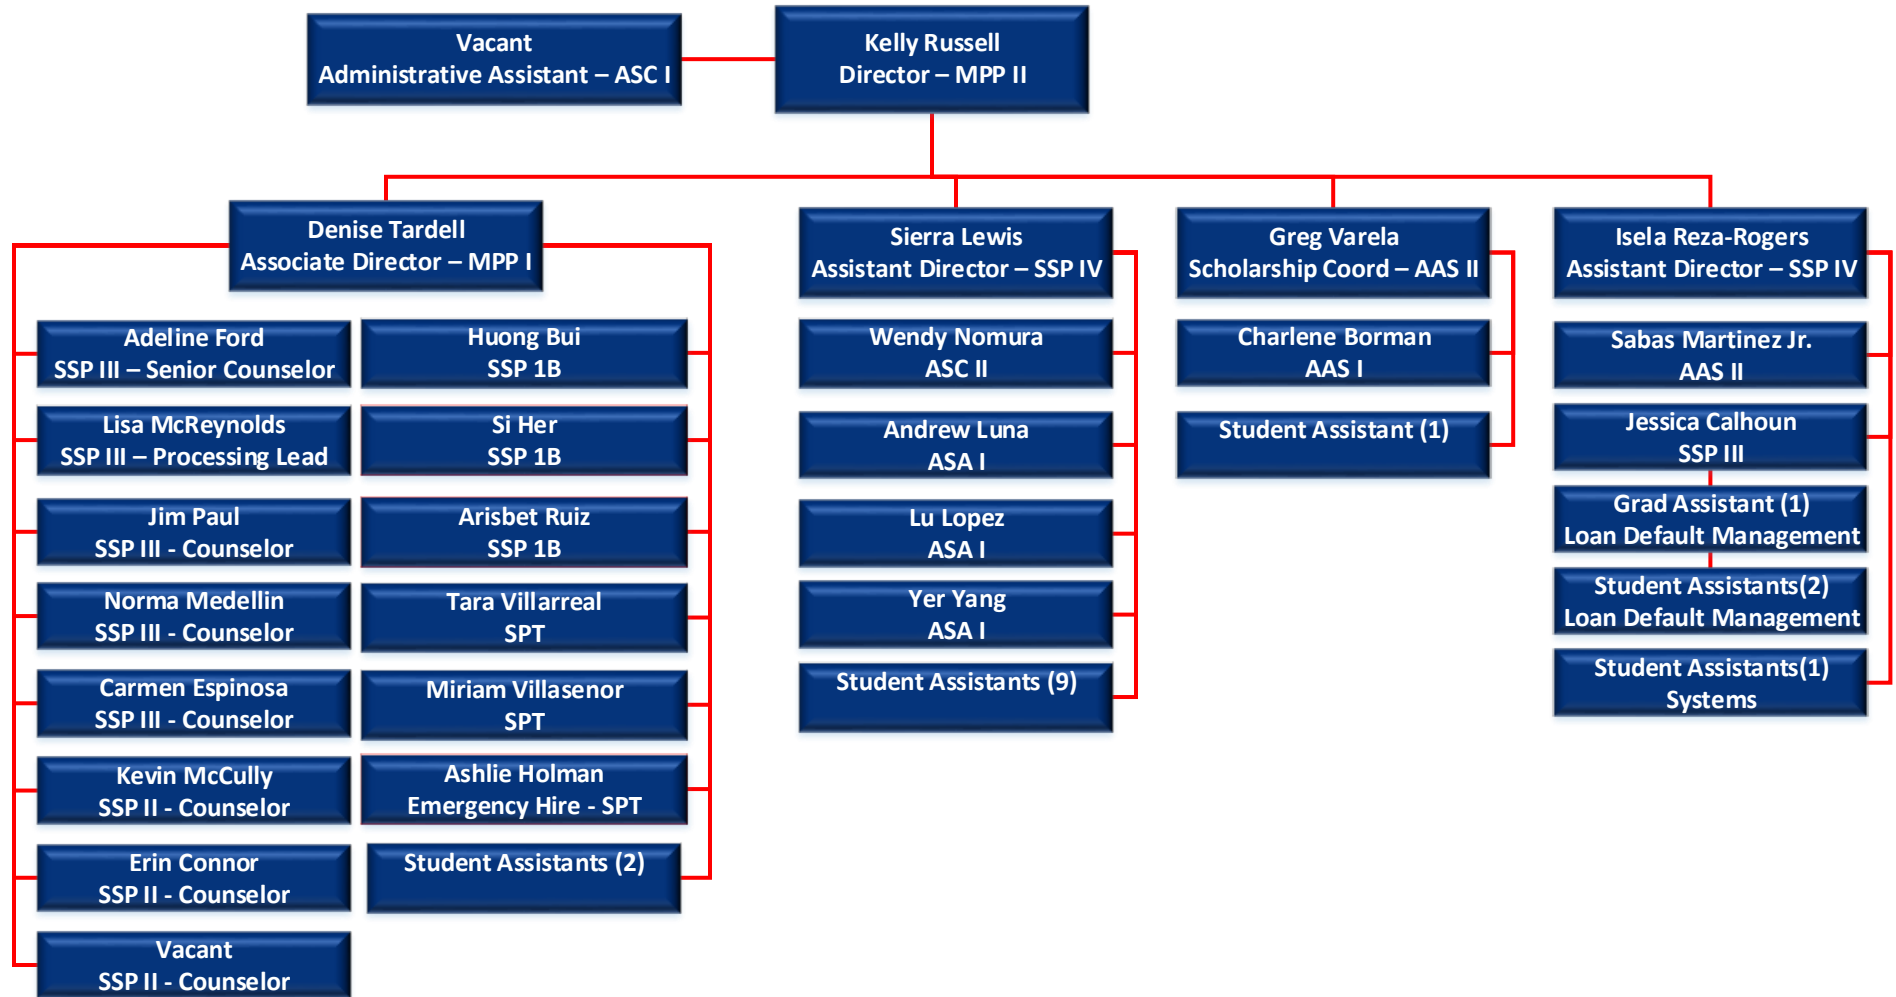 Vacant
Administrative Assistant – ASC I
Kelly Russell
Director – MPP II
Denise Tardell
Associate Director – MPP I
Adeline Ford
SSP III – Senior Counselor
Lisa McReynolds
SSP III – Processing Lead
Jim Paul
SSP III - Counselor
Norma Medellin
SSP III - Counselor
Carmen Espinosa
SSP III - Counselor
Kevin McCully
SSP II - Counselor
Erin Connor
SSP II - Counselor
Vacant
SSP II - Counselor
Huong Bui
SSP 1B
Si Her
SSP 1B
Arisbet Ruiz
SSP 1B
Tara Villarreal
SPT
Miriam Villasenor
SPT
Ashlie Holman
Emergency Hire - SPT
Student Assistants (2)
Sierra Lewis
Assistant Director – SSP IV
Wendy Nomura
ASC II
Andrew Luna
ASA I
Lu Lopez
ASA I
Yer Yang
ASA I
Student Assistants (9)
Greg Varela
Scholarship Coord – AAS II
Charlene Borman
AAS I
Student Assistant (1)
Isela Reza-Rogers
Assistant Director – SSP IV
Sabas Martinez Jr.
AAS II
Jessica Calhoun
SSP III
Grad Assistant (1)
Loan Default Management
Student Assistants(2)
Loan Default Management
Student Assistants(1)
Systems